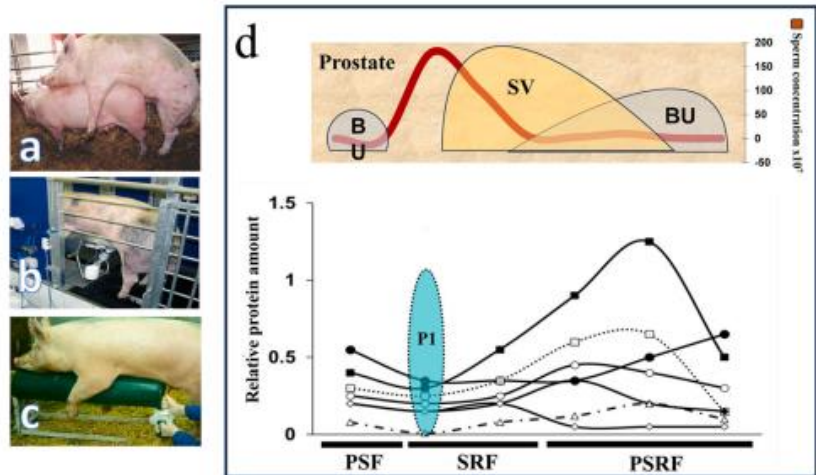 a
b
c
d
Prostate
B
U
SV
BU
200
150
100
50
0
-50
Sperm concentration x10⁷
Relative protein amount
1.5
1
0.5
0
P1
PSF
SRF
PSRF